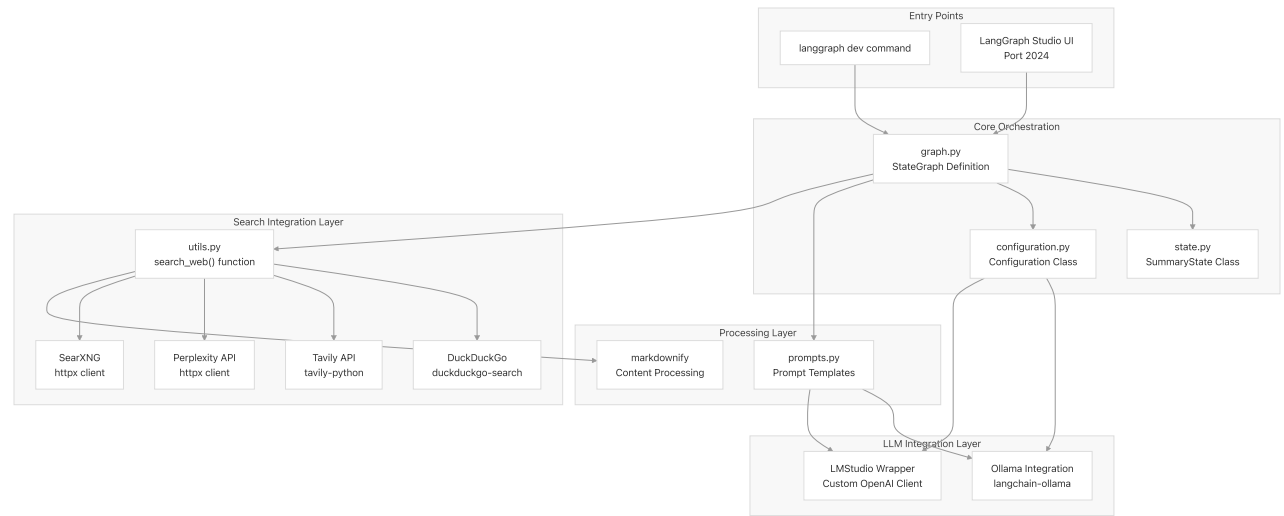 Entry Points
langgraph dev command
LangGraph Studio UI
Port 2024
Core Orchestration
graph.py
StateGraph Definition
configuration.py
Configuration Class
state.py
SummaryState Class
Search Integration Layer
utils.py
search_web() function
SearXNG
httpx client
Perplexity API
httpx client
Tavily API
tavily-python
DuckDuckGo
duckduckgo-search
Processing Layer
markdownify
Content Processing
prompts.py
Prompt Templates
LLM Integration Layer
LMStudio Wrapper
Custom OpenAI Client
Ollama Integration
langchain-ollama